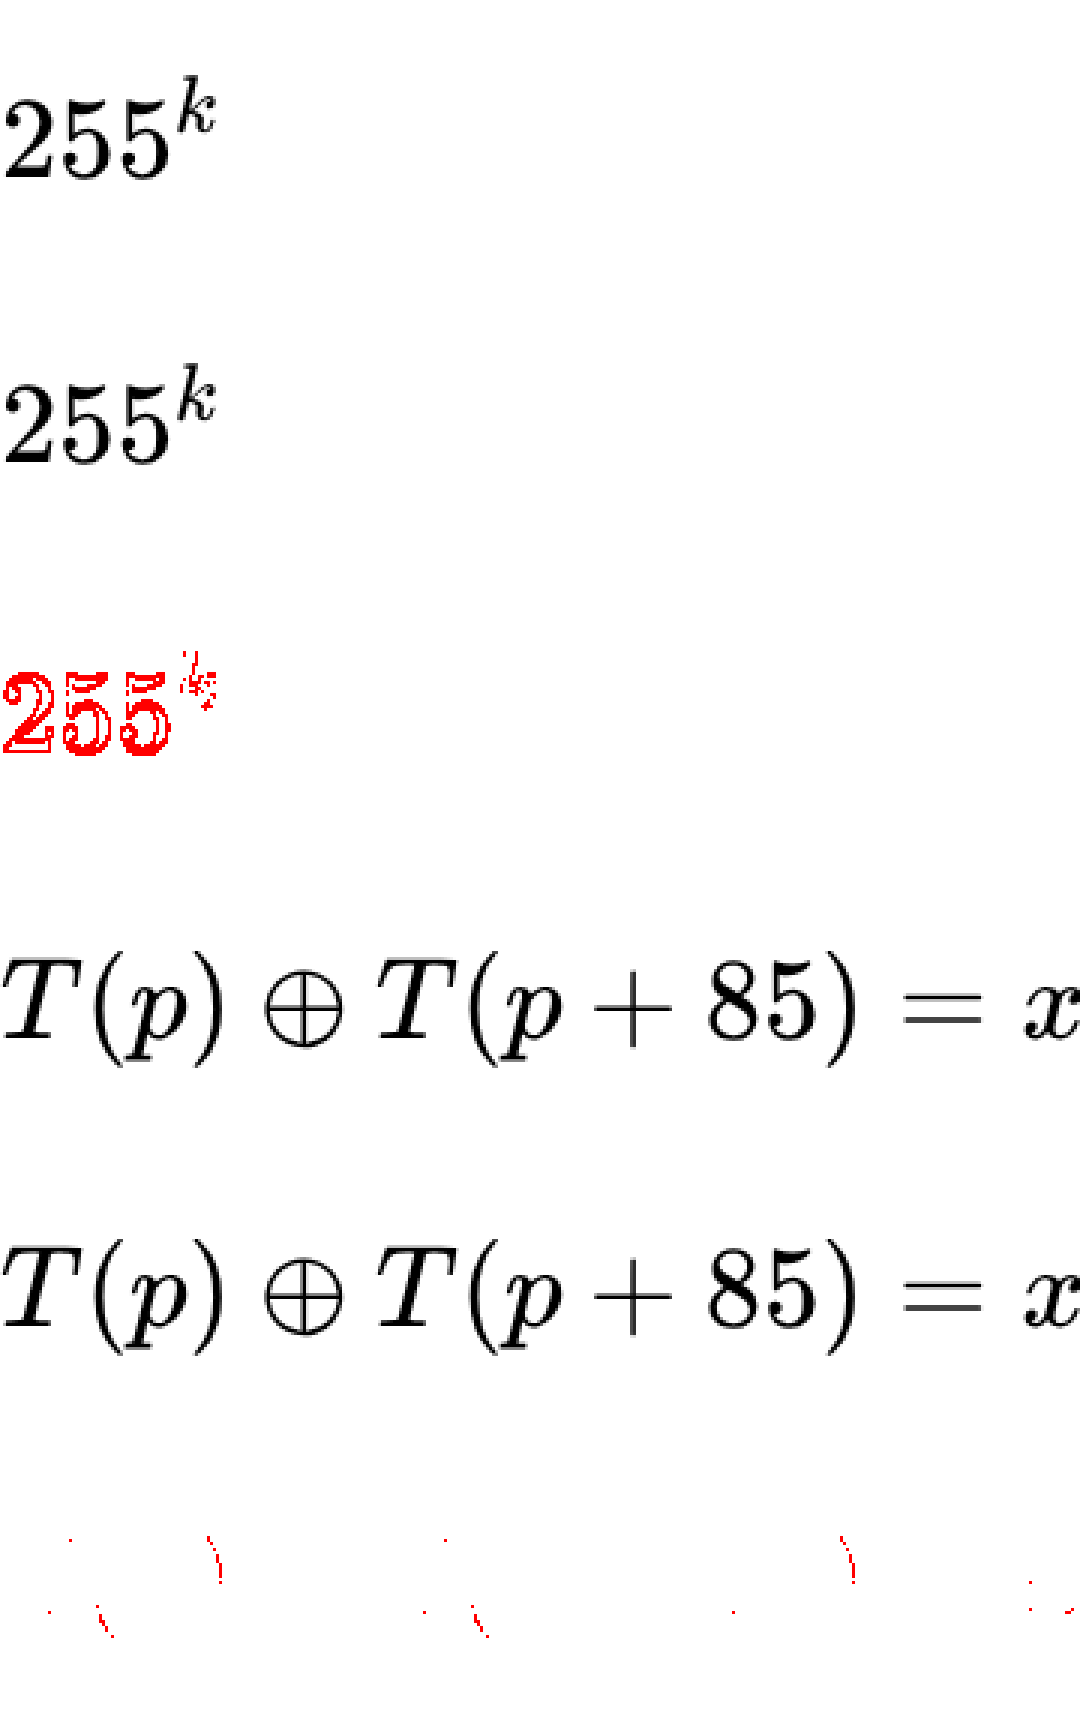 255^k
255^k
255^k
T(p) ⊕ T(p + 85) = x
T(p) ⊕ T(p + 85) = x